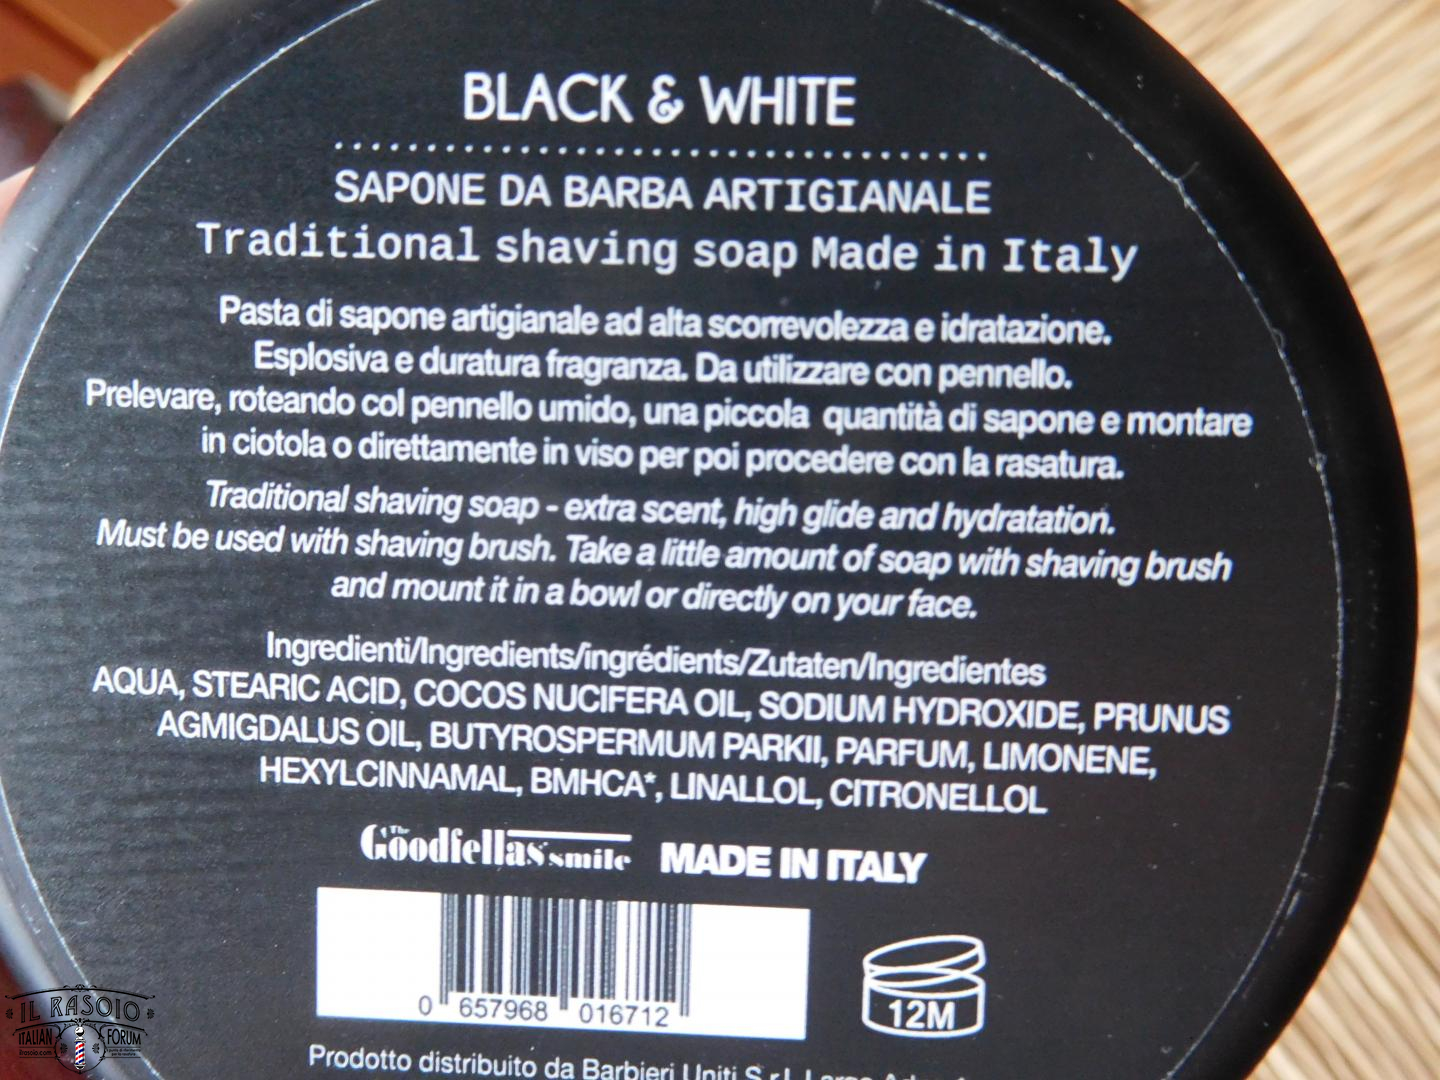 BLACK & WHITE
SAPONE DA BARBA ARTIGIANALE
Traditional shaving soap Made in Italy
Pasta di sapone artigianale ad alta scorrevolezza e idratazione.
Esplosiva e duratura fragranza. Da utilizzare con pennello.
Prelevare, roteando col pennello umido, una piccola quantità di sapone e montare
in ciotola o direttamente in viso per poi procedere con la rasatura.
Traditional shaving soap - extra scent, high glide and hydratation.
Must be used with shaving brush. Take a little amount of soap with shaving brush
and mount it in a bowl or directly on your face.
Ingredienti/Ingredients/ingrédients/Zutaten/Ingredientes
AQUA, STEARIC ACID, COCOS NUCIFERA OIL, SODIUM HYDROXIDE, PRUNUS
AGMIGDALUS OIL, BUTYROSPERMUM PARKII, PARFUM, LIMONENE,
HEXYLCINNAMAL, BMHCA*, LINALLOL, CITRONELLOL
The Goodfellas' smile MADE IN ITALY
0 657968 016712
12M
Prodotto distribuito da Barbieri Uniti S.r.l. Largo
IL RASOIO
ITALIAN FORUM